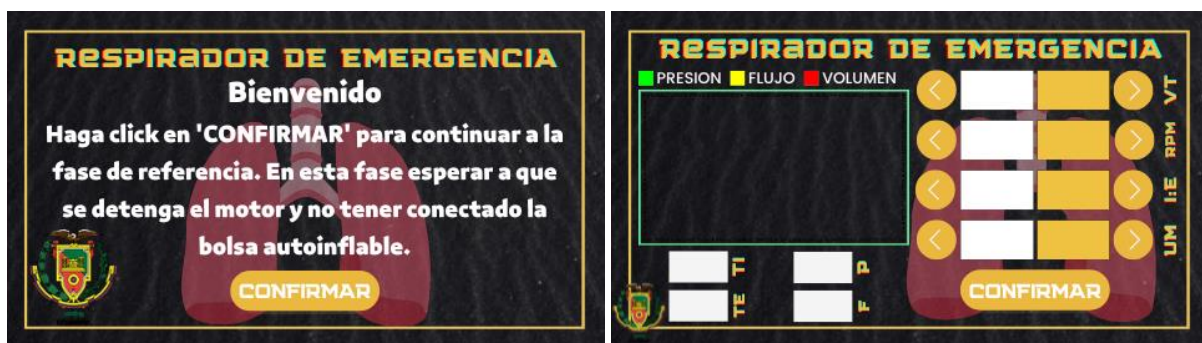 RESPIRADOR DE EMERGENCIA
Bienvenido
Haga click en 'CONFIRMAR' para continuar a la
fase de referencia. En esta fase esperar a que
se detenga el motor y no tener conectado la
bolsa autoinflable.
CONFIRMAR
RESPIRADOR DE EMERGENCIA
PRESION FLUJO VOLUMEN
VT
RPM
I:E
UM
TI
P
TE
F
CONFIRMAR